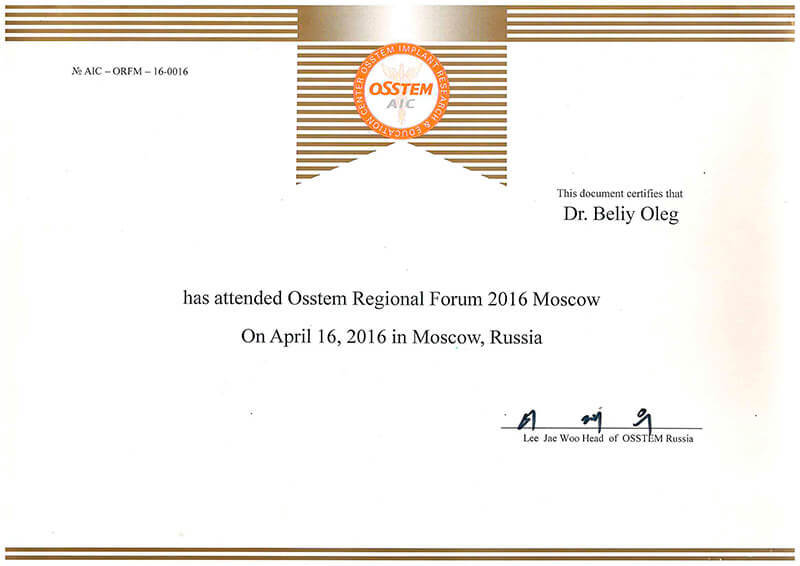 № AIC – ORFM – 16-0016
OSSTEM IMPLANT RESEARCH & EDUCATION CENTER
OSSTEM
AIC
This document certifies that
Dr. Beliy Oleg
has attended Osstem Regional Forum 2016 Moscow
On April 16, 2016 in Moscow, Russia
이 재 우
Lee Jae Woo Head of OSSTEM Russia